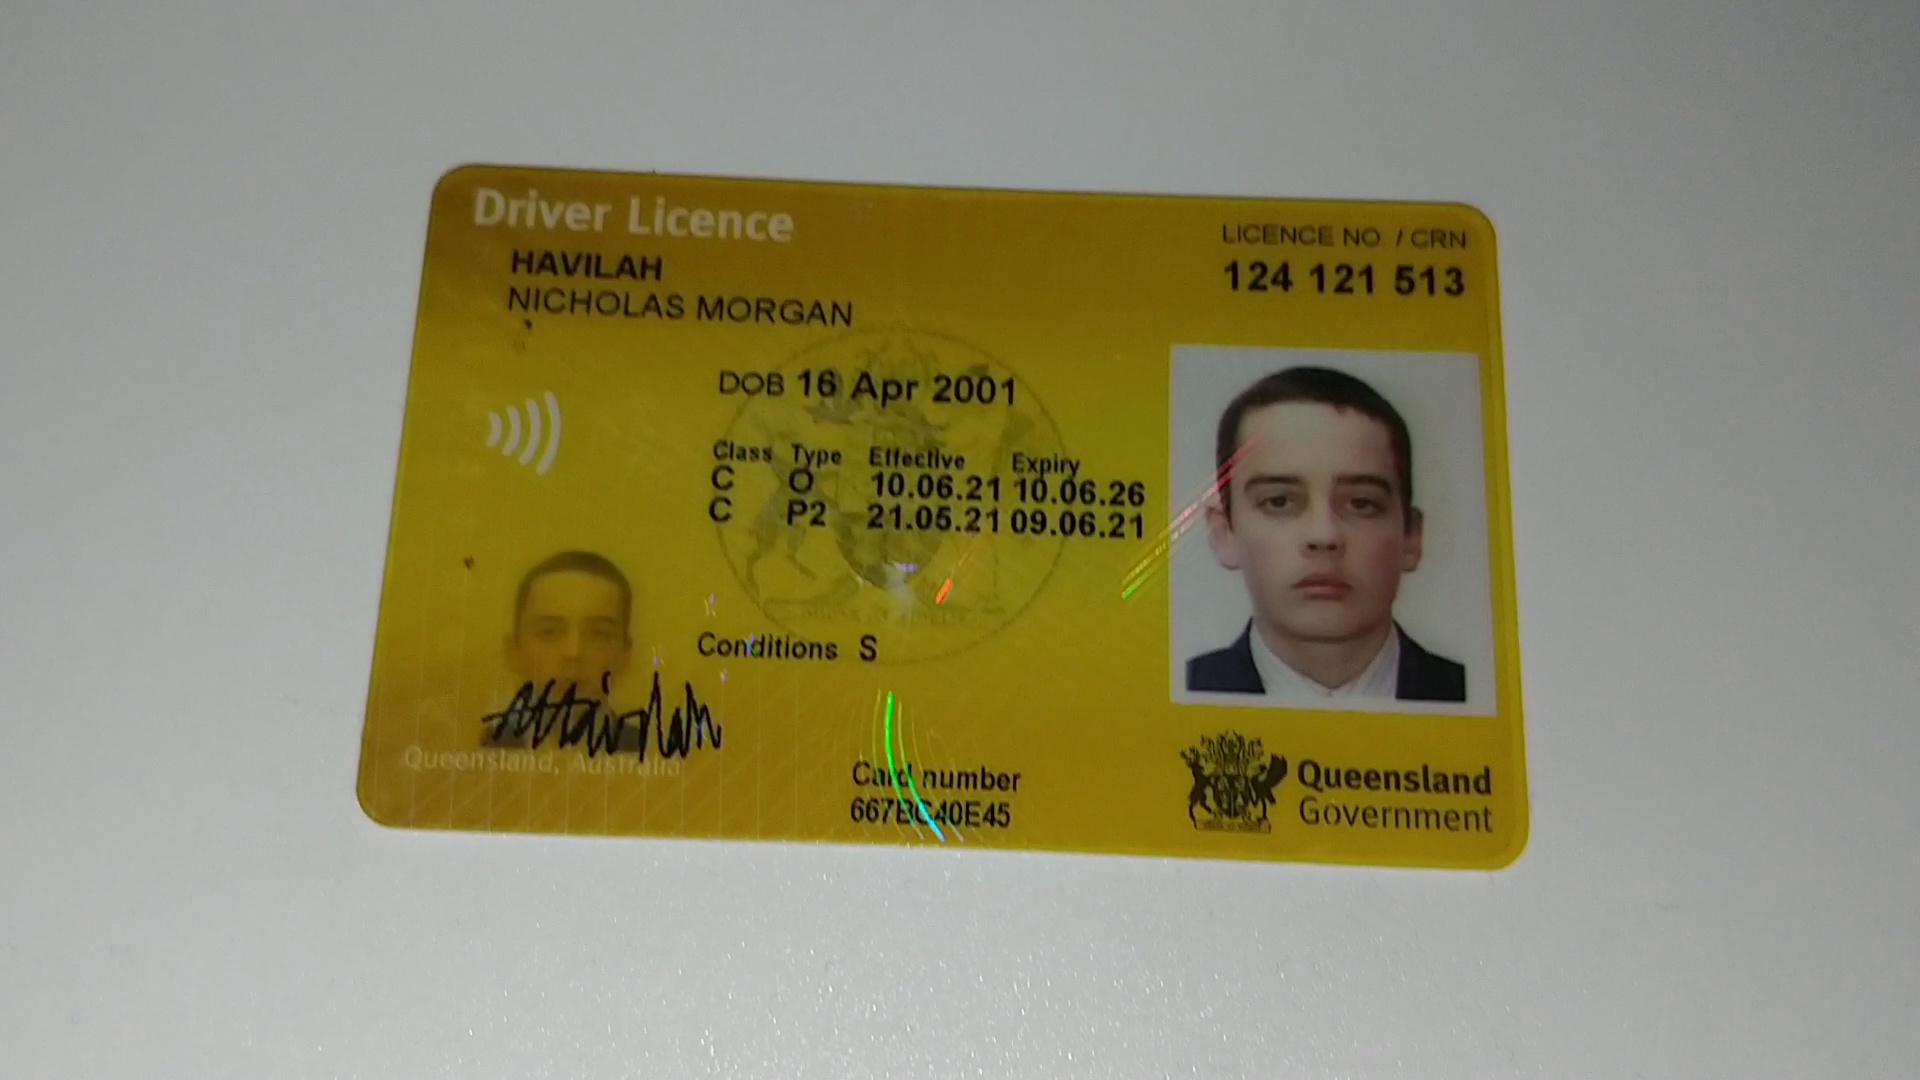 Driver Licence
HAVILAH
NICHOLAS MORGAN
LICENCE NO. / CRN
124 121 513
DOB 16 Apr 2001
Class Type Effective Expiry
C O 10.06.21 10.06.26
C P2 21.05.21 09.06.21
Conditions S
Queensland, Australia
Card number
Queensland
Government